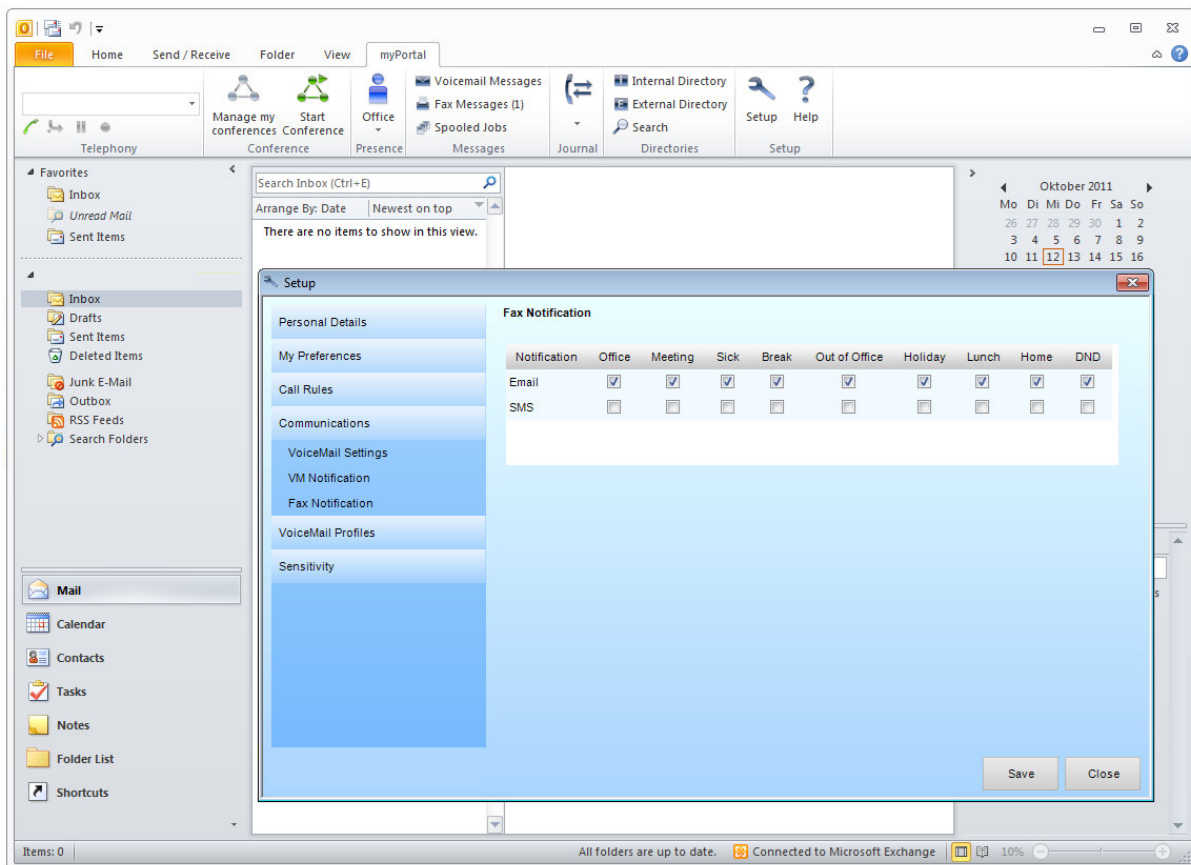 File Home Send / Receive Folder View myPortal
Manage my conferences
Start Conference
Office
Voicemail Messages
Fax Messages (1)
Spooled Jobs
Internal Directory
External Directory
Search
Setup
Help
Telephony Conference Presence Messages Journal Directories Setup
Favorites
Inbox
Unread Mail
Sent Items
Inbox
Drafts
Sent Items
Deleted Items
Junk E-Mail
Outbox
RSS Feeds
Search Folders
Mail
Calendar
Contacts
Tasks
Notes
Folder List
Shortcuts
Search Inbox (Ctrl+E)
Arrange By: Date Newest on top
There are no items to show in this view.
Oktober 2011
Mo Di Mi Do Fr Sa So
26 27 28 29 30 1 2
3 4 5 6 7 8 9
10 11 12 13 14 15 16
Setup
Personal Details
My Preferences
Call Rules
Communications
VoiceMail Settings
VM Notification
Fax Notification
VoiceMail Profiles
Sensitivity
Fax Notification
Notification Office Meeting Sick Break Out of Office Holiday Lunch Home DND
Email
SMS
Save Close
s
Items: 0 All folders are up to date. Connected to Microsoft Exchange 10%